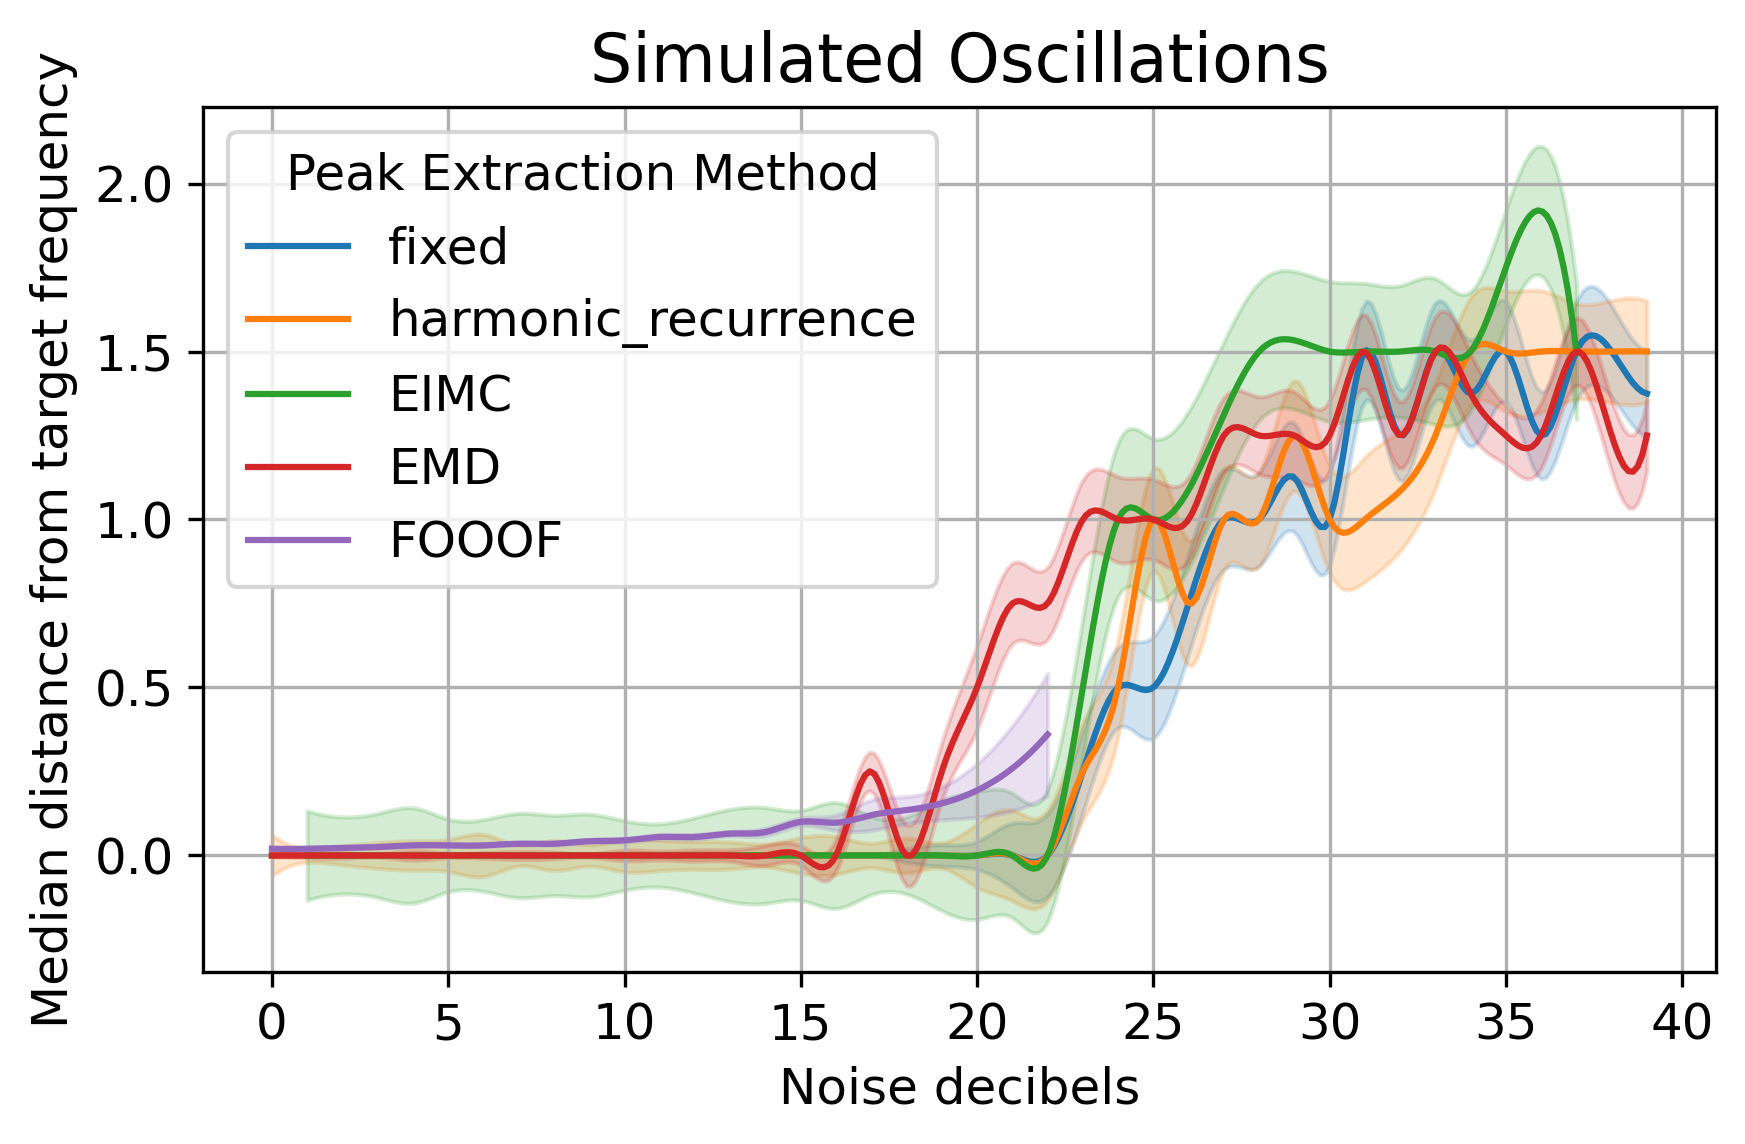 Simulated Oscillations
Median distance from target frequency
2.0
1.5
1.0
0.5
0.0
Peak Extraction Method
fixed
harmonic_recurrence
EIMC
EMD
FOOOF
0 5 10 15 20 25 30 35 40
Noise decibels